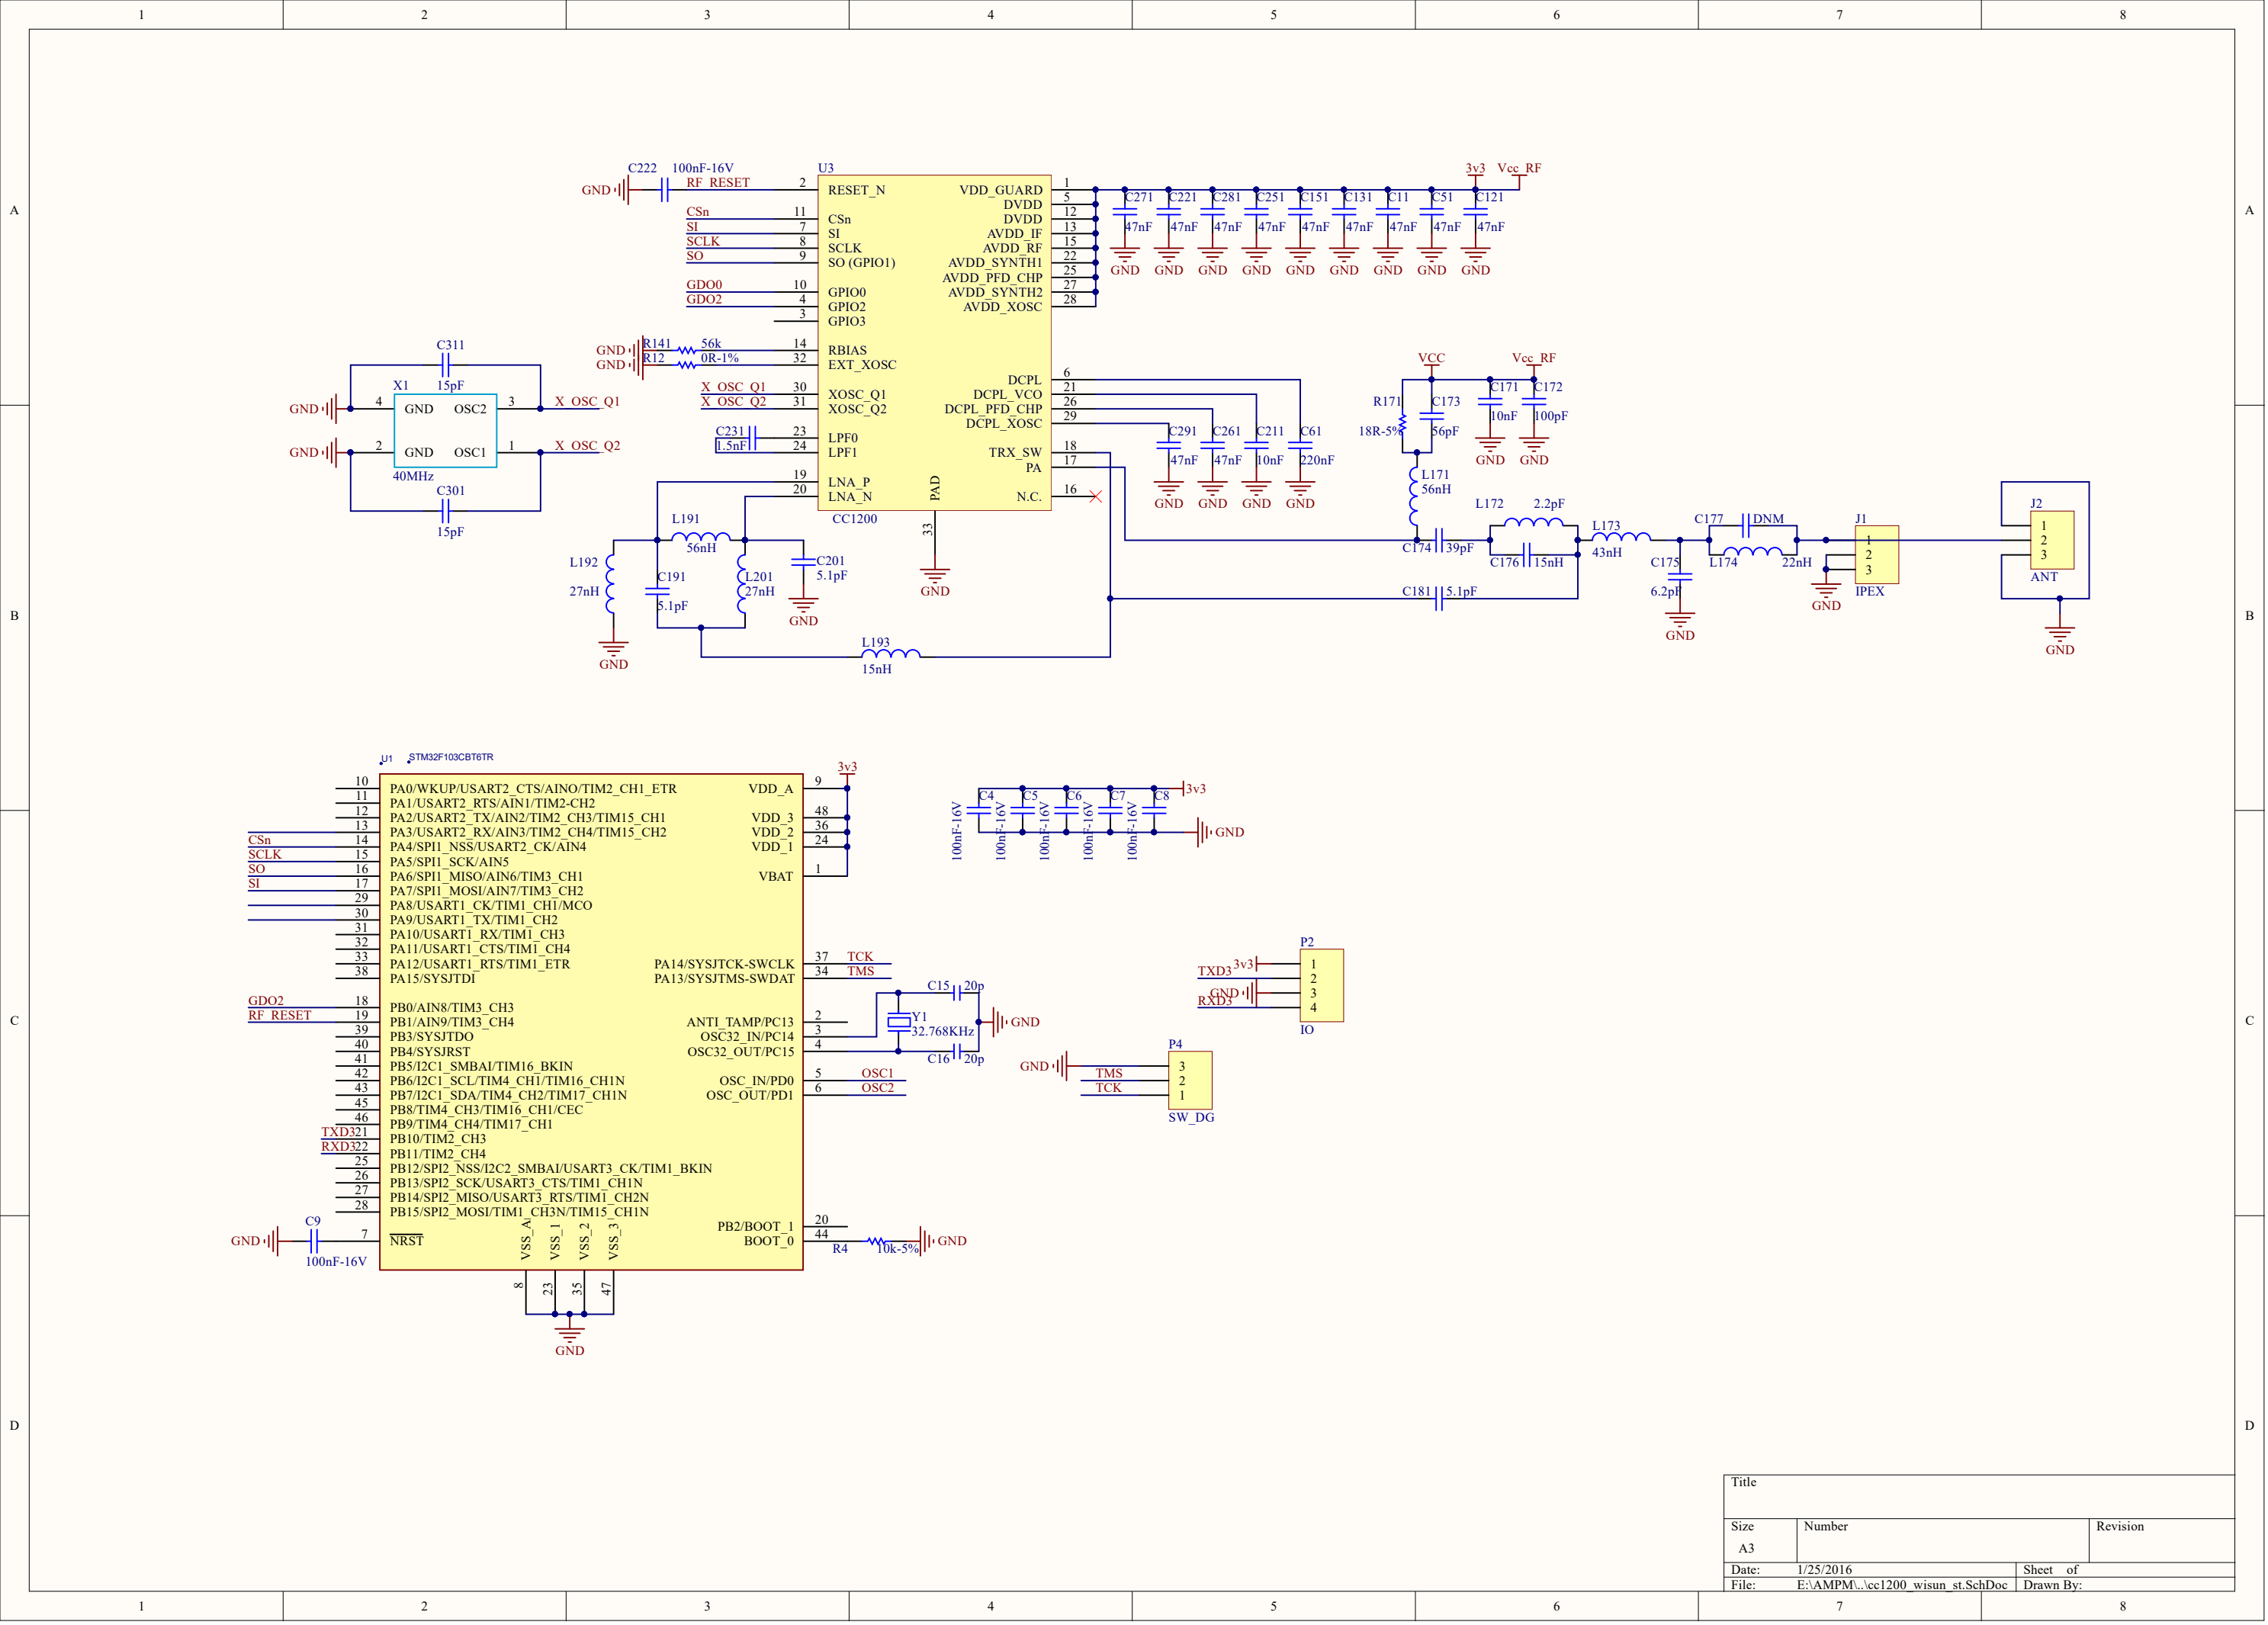 1 2 3 4 5 6 7 8
A A
B B
C C
D D
C222 100nF-16V
GND RF_RESET 2
CSn 11
SI 7
SCLK 8
SO 9
GDO0 10
GDO2 4
3
GND R141 56k 14
GND R12 0R-1% 32
X_OSC_Q1 30
X_OSC_Q2 31
C231 23
1.5nF 24
19
20
U3
RESET_N
CSn
SI
SCLK
SO (GPIO1)
GPIO0
GPIO2
GPIO3
RBIAS
EXT_XOSC
XOSC_Q1
XOSC_Q2
LPF0
LPF1
LNA_P
LNA_N
CC1200
PAD
33
GND
VDD_GUARD 1
DVDD 5
DVDD 12
AVDD_IF 13
AVDD_RF 15
AVDD_SYNTH1 22
AVDD_PFD_CHP 25
AVDD_SYNTH2 27
AVDD_XOSC 28
DCPL 6
DCPL_VCO 21
DCPL_PFD_CHP 26
DCPL_XOSC 29
TRX_SW 18
PA 17
N.C. 16
3v3 Vcc_RF
C271 C221 C281 C251 C151 C131 C11 C51 C121
47nF 47nF 47nF 47nF 47nF 47nF 47nF 47nF 47nF
GND GND GND GND GND GND GND GND GND
C311
15pF
X1
GND 4 GND OSC2 3 X_OSC_Q1
GND 2 GND OSC1 1 X_OSC_Q2
40MHz
C301
15pF
C291 C261 C211 C61
47nF 47nF 10nF 220nF
GND GND GND GND
VCC Vcc_RF
R171 C173 C171 C172
18R-5% 56pF 10nF 100pF
GND GND
L171
56nH
C174 39pF
L172 2.2pF
C176 15nH
L173
43nH
C181 5.1pF
C175
6.2pF
GND
C177 DNM
L174 22nH
J1
1
2
3
IPEX
GND
J2
1
2
3
ANT
GND
L191
56nH
L192
27nH
GND
C191
5.1pF
L201
27nH
C201
5.1pF
GND
L193
15nH
U1 STM32F103CBT6TR
10 PA0/WKUP/USART2_CTS/AINO/TIM2_CH1_ETR
11 PA1/USART2_RTS/AIN1/TIM2-CH2
12 PA2/USART2_TX/AIN2/TIM2_CH3/TIM15_CH1
13 PA3/USART2_RX/AIN3/TIM2_CH4/TIM15_CH2
CSn 14 PA4/SPI1_NSS/USART2_CK/AIN4
SCLK 15 PA5/SPI1_SCK/AIN5
SO 16 PA6/SPI1_MISO/AIN6/TIM3_CH1
SI 17 PA7/SPI1_MOSI/AIN7/TIM3_CH2
29 PA8/USART1_CK/TIM1_CH1/MCO
30 PA9/USART1_TX/TIM1_CH2
31 PA10/USART1_RX/TIM1_CH3
32 PA11/USART1_CTS/TIM1_CH4
33 PA12/USART1_RTS/TIM1_ETR
38 PA15/SYSJTDI
GDO2 18 PB0/AIN8/TIM3_CH3
RF_RESET 19 PB1/AIN9/TIM3_CH4
39 PB3/SYSJTDO
40 PB4/SYSJRST
41 PB5/I2C1_SMBAI/TIM16_BKIN
42 PB6/I2C1_SCL/TIM4_CH1/TIM16_CH1N
43 PB7/I2C1_SDA/TIM4_CH2/TIM17_CH1N
45 PB8/TIM4_CH3/TIM16_CH1/CEC
46 PB9/TIM4_CH4/TIM17_CH1
TXD3 21 PB10/TIM2_CH3
RXD3 22 PB11/TIM2_CH4
25 PB12/SPI2_NSS/I2C2_SMBAI/USART3_CK/TIM1_BKIN
26 PB13/SPI2_SCK/USART3_CTS/TIM1_CH1N
27 PB14/SPI2_MISO/USART3_RTS/TIM1_CH2N
28 PB15/SPI2_MOSI/TIM1_CH3N/TIM15_CH1N
C9
GND 7 NRST
100nF-16V
VSS_A VSS_1 VSS_2 VSS_3
8 23 35 47
GND
3v3
VDD_A 9
VDD_3 48
VDD_2 36
VDD_1 24
VBAT 1
PA14/SYSJTCK-SWCLK 37 TCK
PA13/SYSJTMS-SWDAT 34 TMS
ANTI_TAMP/PC13 2
OSC32_IN/PC14 3
OSC32_OUT/PC15 4
OSC_IN/PD0 5 OSC1
OSC_OUT/PD1 6 OSC2
PB2/BOOT_1 20
BOOT_0 44
R4 10k-5% GND
C15 20p
Y1 GND
32.768KHz
C16 20p
C4 C5 C6 C7 C8 3v3
100nF-16V 100nF-16V 100nF-16V 100nF-16V 100nF-16V GND
P2
3v3 1
TXD3 2
GND 3
RXD3 4
IO
P4
GND 3
TMS 2
TCK 1
SW_DG
Title
Size Number Revision
A3
Date: 1/25/2016 Sheet of
File: E:\AMPM\..\cc1200_wisun_st.SchDoc Drawn By:
1 2 3 4 5 6 7 8